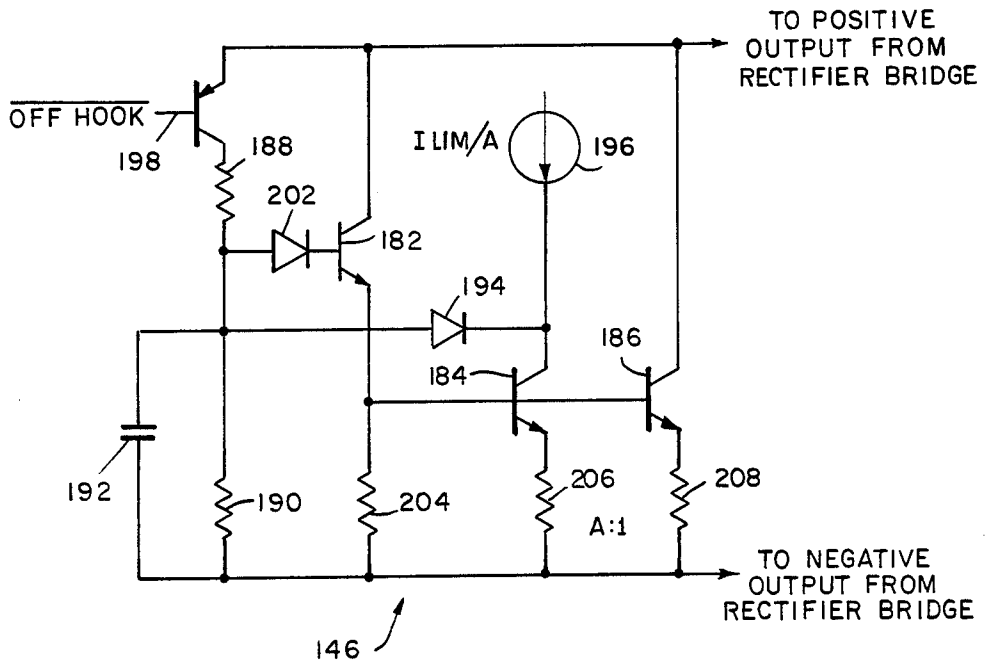 TO POSITIVE
OUTPUT FROM
RECTIFIER BRIDGE
OFF HOOK
198
188
I LIM/A
196
202
182
194
186
184
192
190
204
206
208
A:1
TO NEGATIVE
OUTPUT FROM
RECTIFIER BRIDGE
146